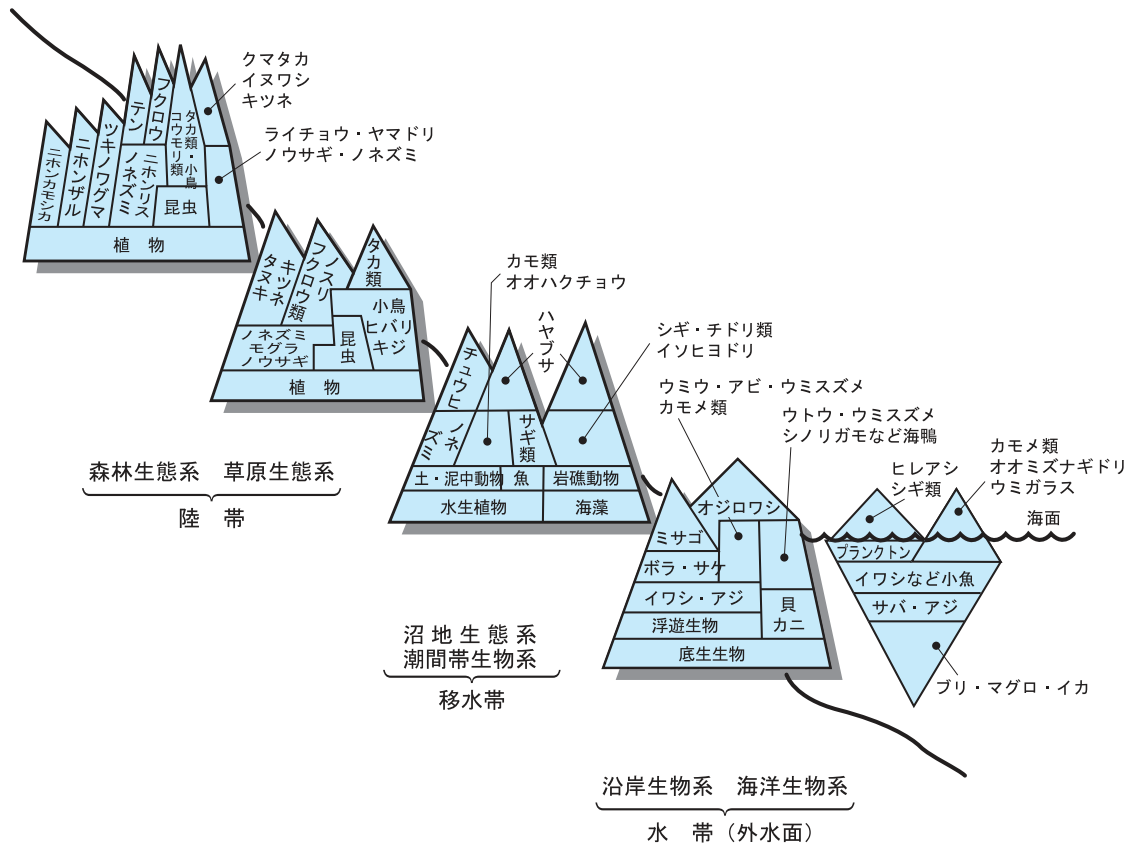 クマタカ
イヌワシ
キツネ
ライチョウ・ヤマドリ
ノウサギ・ノネズミ
ニホンカモシカ
ニホンザル
ツキノワグマ
テン
フクロウ
タカ類・小鳥
コウモリ類
ニホンリス
ノネズミ
昆虫
植　物
キツネ
タヌキ
ノスリ
フクロウ類
タカ類
小鳥
ヒバリ
キジ
ノネズミ
モグラ
ノウサギ
昆虫
植　物
カモ類
オオハクチョウ
ハヤブサ
シギ・チドリ類
イソヒヨドリ
チュウヒ
ノネ
ズミ
サギ類
土・泥中動物
魚
岩礁動物
水生植物
海藻
ウミウ・アビ・ウミスズメ
カモメ類
ウトウ・ウミスズメ
シノリガモなど海鴨
オジロワシ
ミサゴ
ボラ・サケ
イワシ・アジ
貝
カニ
浮遊生物
底生生物
ヒレアシ
シギ類
カモメ類
オオミズナギドリ
ウミガラス
海面
プランクトン
イワシなど小魚
サバ・アジ
ブリ・マグロ・イカ
森林生態系　草原生態系
陸　帯
沼地生態系
潮間帯生物系
移水帯
沿岸生物系　海洋生物系
水　帯（外水面）